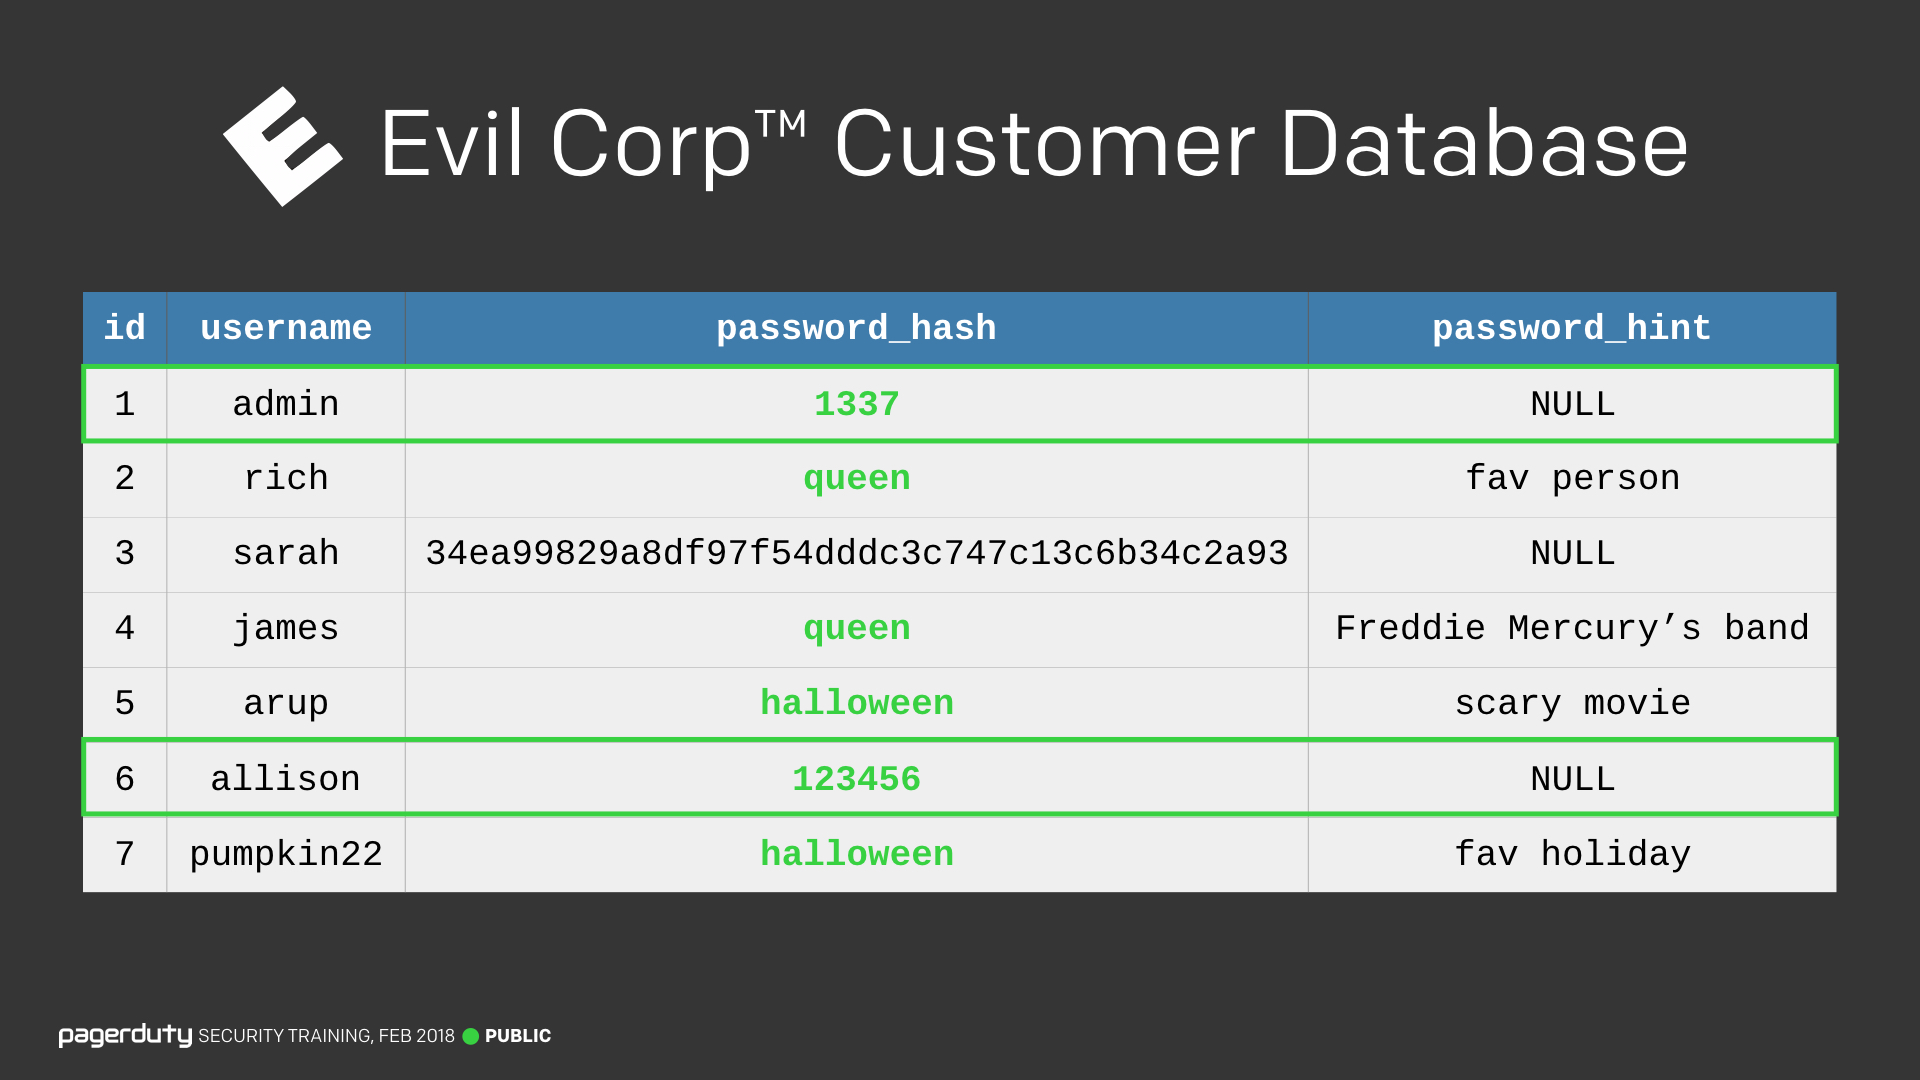 Evil Corp™ Customer Database
id username password_hash password_hint
1 admin 1337 NULL
2 rich queen fav person
3 sarah 34ea99829a8df97f54dddc3c747c13c6b34c2a93 NULL
4 james queen Freddie Mercury’s band
5 arup halloween scary movie
6 allison 123456 NULL
7 pumpkin22 halloween fav holiday
pagerduty SECURITY TRAINING, FEB 2018 PUBLIC